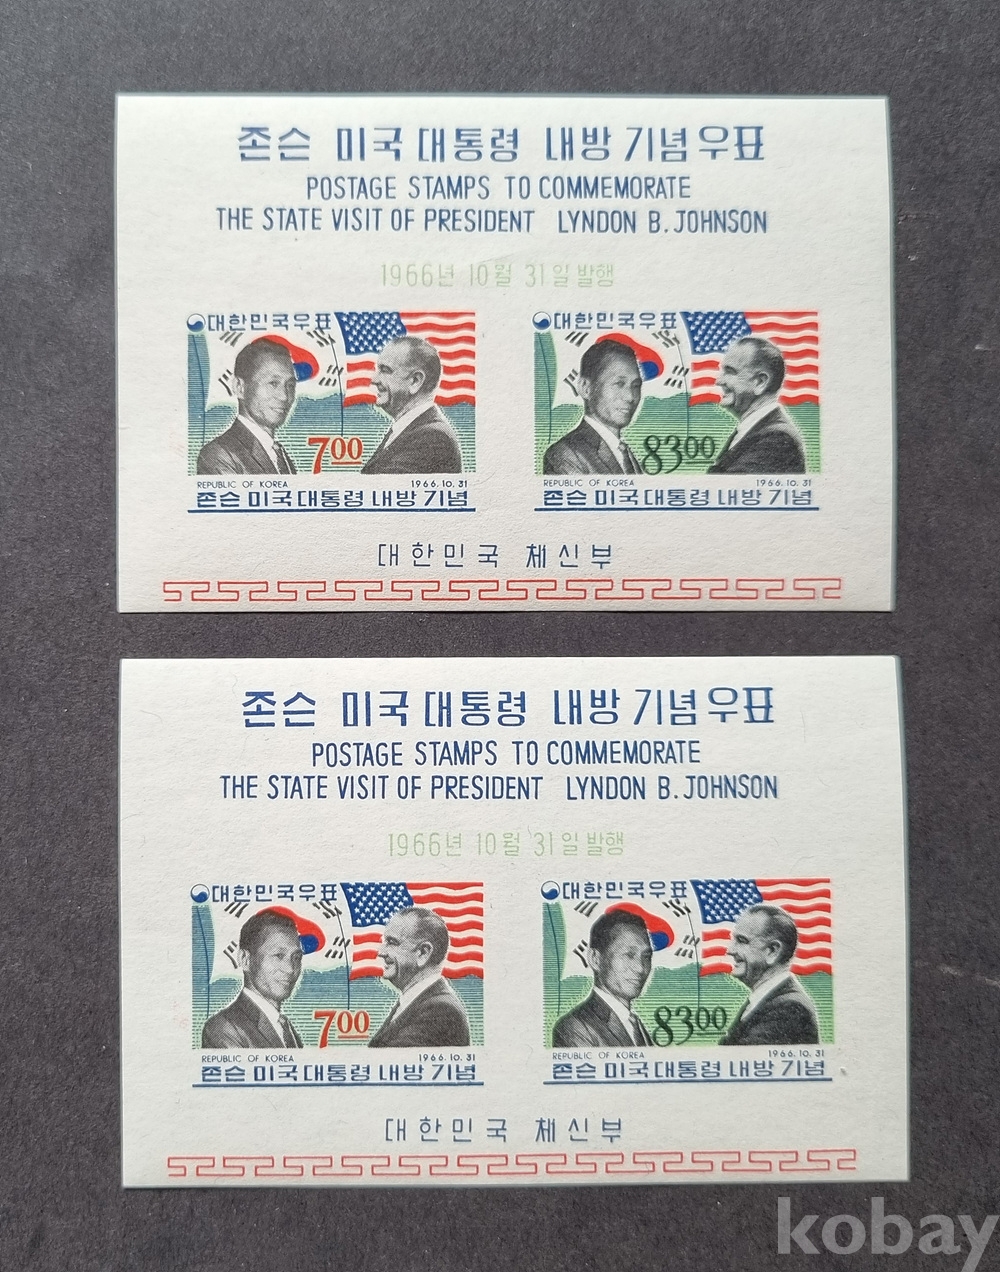 존슨 미국 대통령 내방 기념 우표
POSTAGE STAMPS TO COMMEMORATE
THE STATE VISIT OF PRESIDENT LYNDON B. JOHNSON
1966년 10월 31일 발행
대한민국우표 대한민국우표
7.00 83.00
REPUBLIC OF KOREA 1966.10.31 REPUBLIC OF KOREA 1966.10.31
존슨 미국 대통령 내방 기념 존슨 미국 대통령 내방 기념
대한민국 체신부
존슨 미국 대통령 내방 기념 우표
POSTAGE STAMPS TO COMMEMORATE
THE STATE VISIT OF PRESIDENT LYNDON B. JOHNSON
1966년 10월 31일 발행
대한민국우표 대한민국우표
7.00 83.00
REPUBLIC OF KOREA 1966.10.31 REPUBLIC OF KOREA 1966.10.31
존슨 미국 대통령 내방 기념 존슨 미국 대통령 내방 기념
대한민국 체신부
kobay